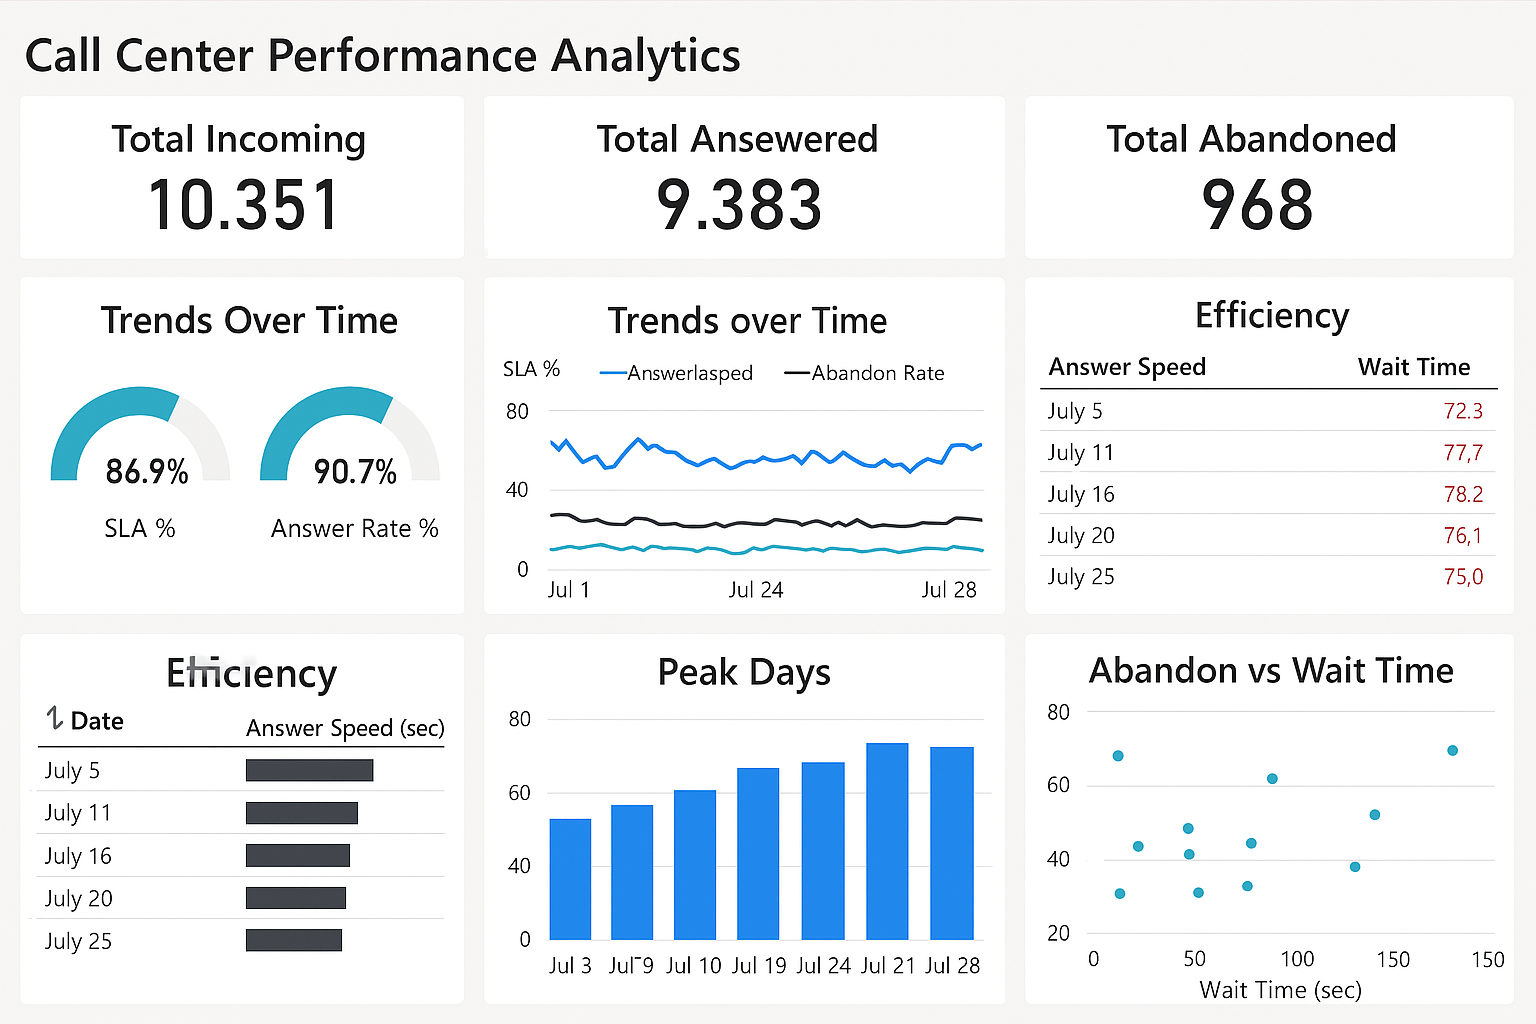 Call Center Performance Analytics
Total Incoming
10.351
Total Ansewered
9.383
Total Abandoned
968
Trends Over Time
86.9%
SLA %
90.7%
Answer Rate %
Trends over Time
SLA % Answerlasped Abandon Rate
80
40
0
Jul 1 Jul 24 Jul 28
Efficiency
Answer Speed Wait Time
July 5 72.3
July 11 77,7
July 16 78.2
July 20 76,1
July 25 75,0
Efficiency
Date Answer Speed (sec)
July 5
July 11
July 16
July 20
July 25
Peak Days
80
60
40
0
Jul 3 Jul 9 Jul 10 Jul 19 Jul 24 Jul 21 Jul 28
Abandon vs Wait Time
80
60
40
20
0 50 100 150 150
Wait Time (sec)